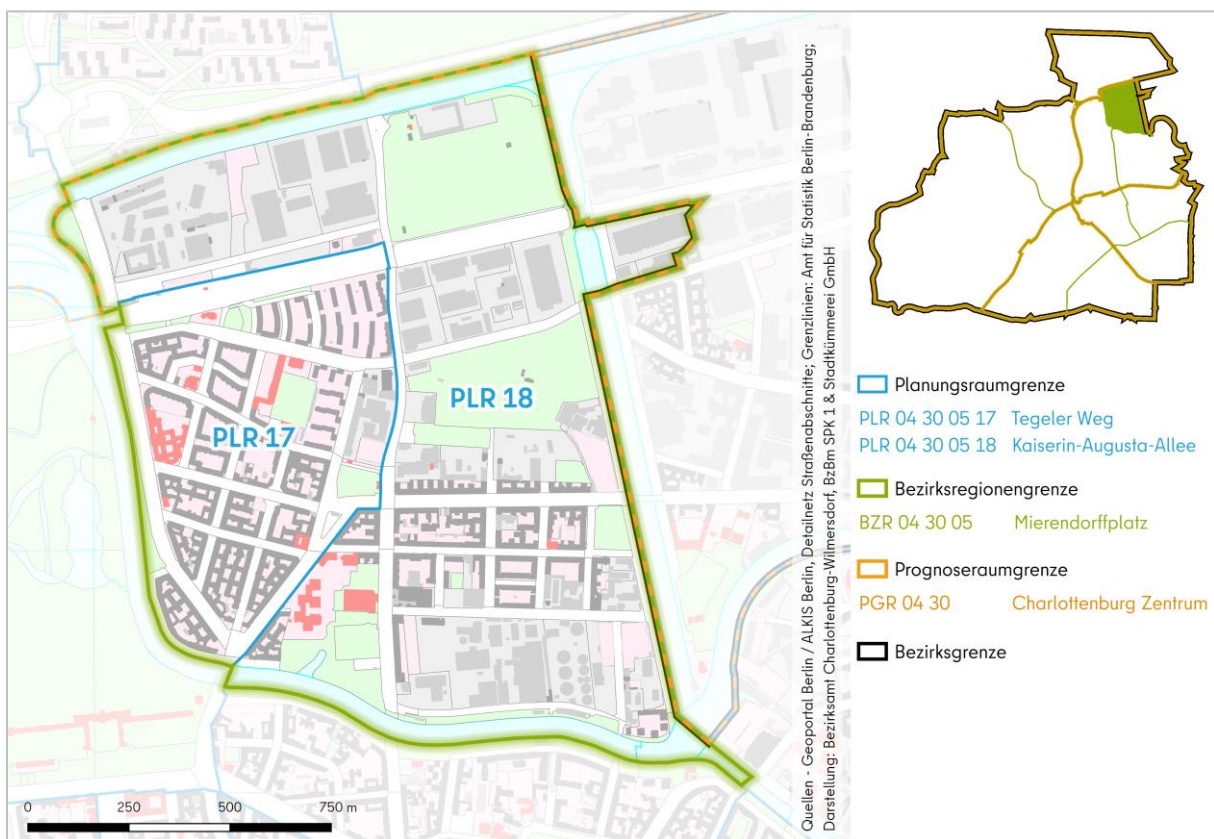 PLR 17
PLR 18
0 250 500 750 m
Quellen - Geoportal Berlin / ALKIS Berlin, Detailnetz Straßenabschnitte; Grenzlinien: Amt für Statistik Berlin-Brandenburg;
Darstellung: Bezirksamt Charlottenburg-Wilmersdorf, BzBm SPK 1 & Stadtkümmerei GmbH
Planungsraumgrenze
PLR 04 30 05 17 Tegeler Weg
PLR 04 30 05 18 Kaiserin-Augusta-Allee
Bezirksregionengrenze
BZR 04 30 05 Mierendorffplatz
Prognoseraumgrenze
PGR 04 30 Charlottenburg Zentrum
Bezirksgrenze